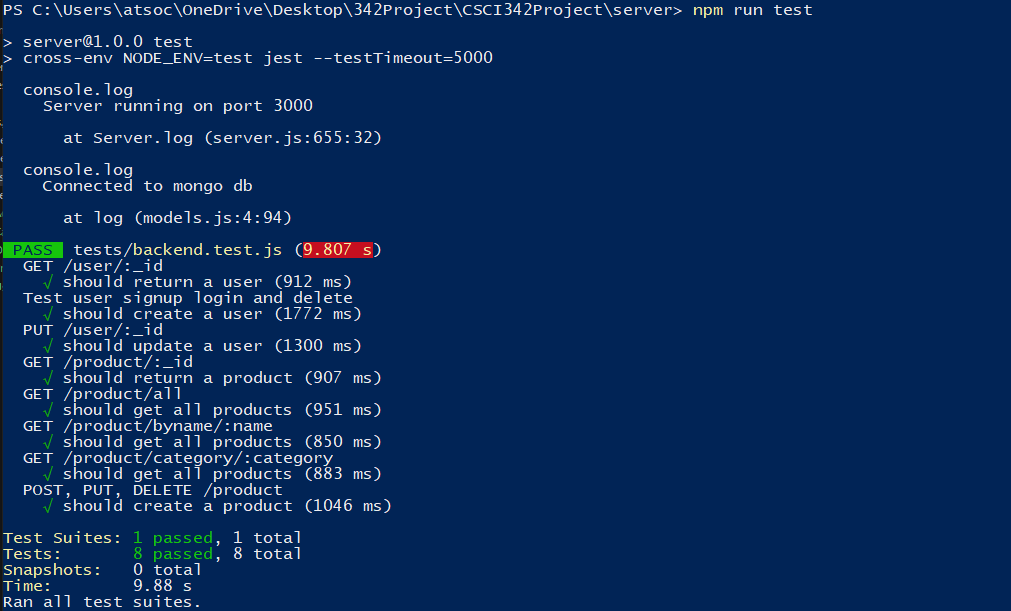 PS C:\Users\atsoc\OneDrive\Desktop\342Project\CSCI342Project\server> npm run test
> server@1.0.0 test
> cross-env NODE_ENV=test jest --testTimeout=5000
console.log
Server running on port 3000
at Server.log (server.js:655:32)
console.log
Connected to mongo db
at log (models.js:4:94)
PASS tests/backend.test.js (9.807 s)
GET /user/:_id
√ should return a user (912 ms)
Test user signup login and delete
√ should create a user (1772 ms)
PUT /user/:_id
√ should update a user (1300 ms)
GET /product/:_id
√ should return a product (907 ms)
GET /product/all
√ should get all products (951 ms)
GET /product/byname/:name
√ should get all products (850 ms)
GET /product/category/:category
√ should get all products (883 ms)
POST, PUT, DELETE /product
√ should create a product (1046 ms)
Test Suites: 1 passed, 1 total
Tests: 8 passed, 8 total
Snapshots: 0 total
Time: 9.88 s
Ran all test suites.